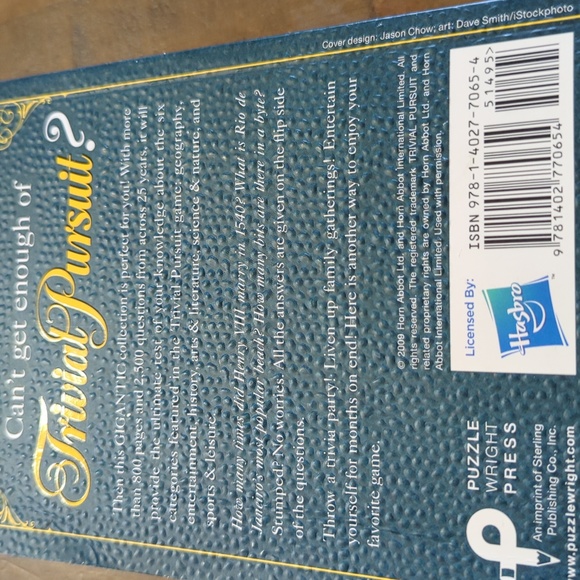 Can't get enough of
Trivial Pursuit?
Then this GIGANTIC collection is perfect for you! With more
than 800 pages and 2,500 questions from across 25 years, it will
provide the ultimate test of your knowledge about the six
categories featured in the Trivial Pursuit game: geography,
entertainment, history, arts & literature, science & nature, and
sports & leisure.
How many times did Henry VIII marry in 1540? What is Rio de
Janeiro's most popular beach? How many bits are there in a byte?
Stumped? No worries. All the answers are given on the flip side
of the questions.
Throw a trivia party! Liven up family gatherings! Entertain
yourself for months on end! Here is another way to enjoy your
favorite game.
© 2009 Horn Abbot Ltd. and Horn Abbot International Limited. All
rights reserved. The registered trademark TRIVIAL PURSUIT and
related proprietary rights are owned by Horn Abbot Ltd. and Horn
Abbot International Limited. Used with permission.
Cover design: Jason Chow; art: Dave Smith/iStockphoto
PUZZLE
WRIGHT
PRESS
An imprint of Sterling
Publishing Co., Inc.
www.puzzlewright.com
Licensed By:
Hasbro
TM
ISBN 978-1-4027-7065-4
51495>
9 781402 770654